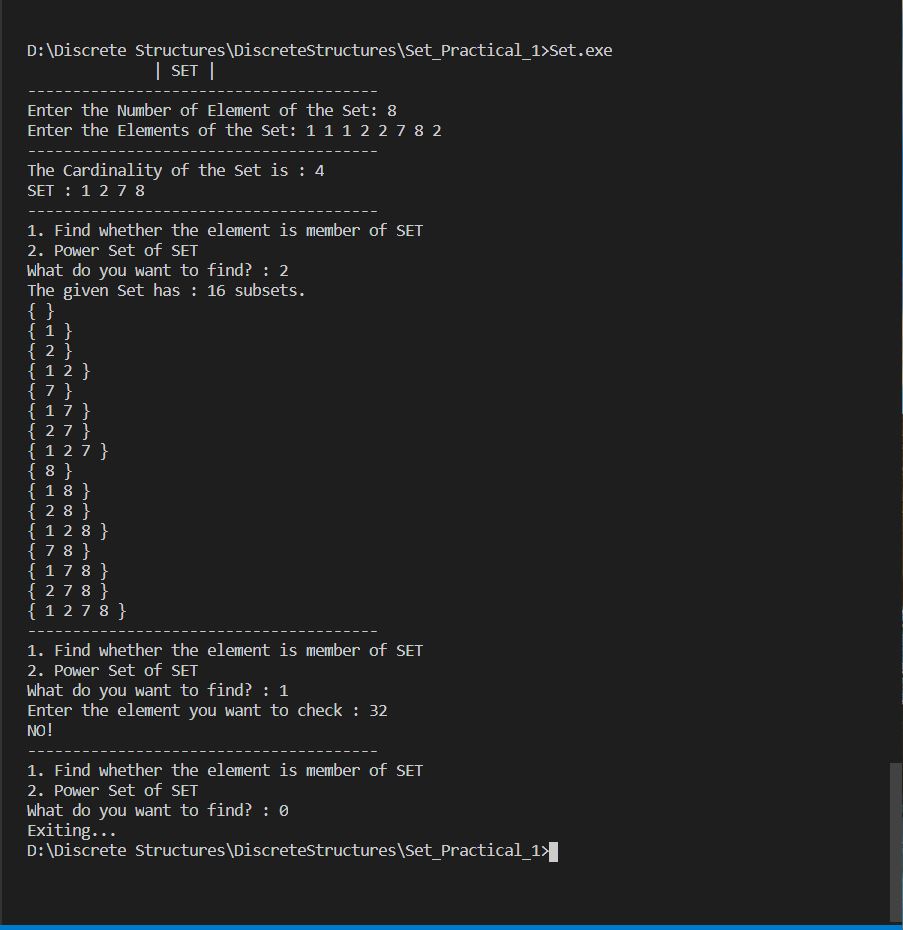 D:\Discrete Structures\DiscreteStructures\Set_Practical_1>Set.exe
| SET |
---------------------------------------
Enter the Number of Element of the Set: 8
Enter the Elements of the Set: 1 1 1 2 2 7 8 2
---------------------------------------
The Cardinality of the Set is : 4
SET : 1 2 7 8
---------------------------------------
1. Find whether the element is member of SET
2. Power Set of SET
What do you want to find? : 2
The given Set has : 16 subsets.
{ }
{ 1 }
{ 2 }
{ 1 2 }
{ 7 }
{ 1 7 }
{ 2 7 }
{ 1 2 7 }
{ 8 }
{ 1 8 }
{ 2 8 }
{ 1 2 8 }
{ 7 8 }
{ 1 7 8 }
{ 2 7 8 }
{ 1 2 7 8 }
---------------------------------------
1. Find whether the element is member of SET
2. Power Set of SET
What do you want to find? : 1
Enter the element you want to check : 32
NO!
---------------------------------------
1. Find whether the element is member of SET
2. Power Set of SET
What do you want to find? : 0
Exiting...
D:\Discrete Structures\DiscreteStructures\Set_Practical_1>